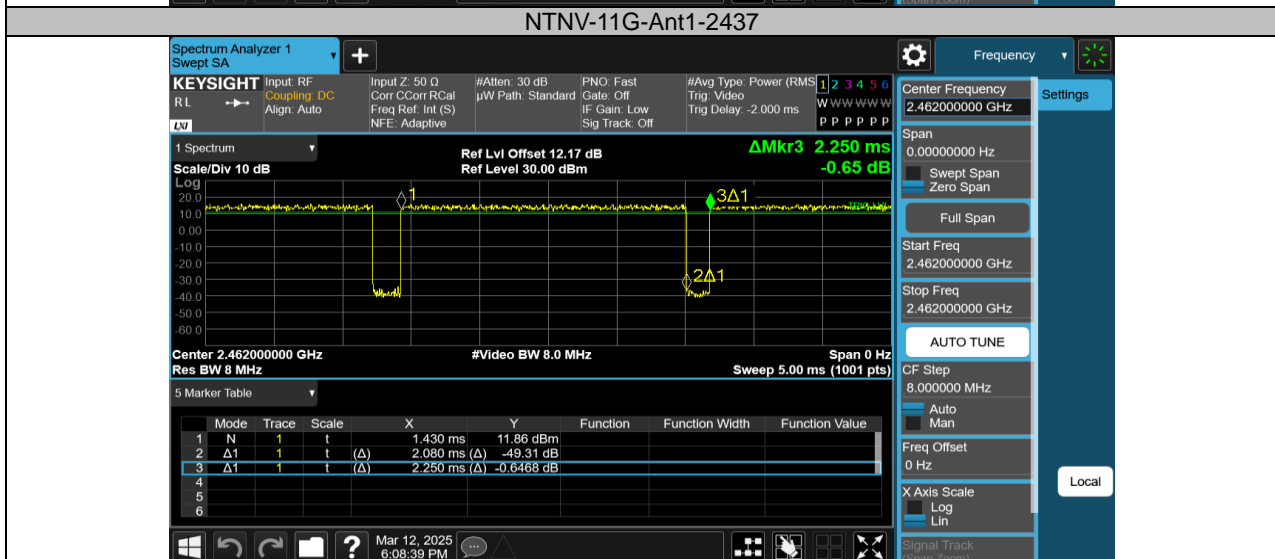 (Span Zoom)
NTNV-11G-Ant1-2437
Spectrum Analyzer 1
Swept SA
+
Frequency
KEYSIGHT
RL
LXI
Input: RF
Coupling: DC
Align: Auto
Input Z: 50 Ω
Corr CCorr RCal
Freq Ref: Int (S)
NFE: Adaptive
#Atten: 30 dB
µW Path: Standard
PNO: Fast
Gate: Off
IF Gain: Low
Sig Track: Off
#Avg Type: Power (RMS
Trig: Video
Trig Delay: -2.000 ms
1 2 3 4 5 6
W W W W W W
P P P P P P
1 Spectrum
Scale/Div 10 dB
Ref Lvl Offset 12.17 dB
Ref Level 30.00 dBm
ΔMkr3 2.250 ms
-0.65 dB
Log
20.0
10.0
0.00
-10.0
-20.0
-30.0
-40.0
-50.0
-60.0
1
3Δ1
2Δ1
Center 2.462000000 GHz
Res BW 8 MHz
#Video BW 8.0 MHz
Span 0 Hz
Sweep 5.00 ms (1001 pts)
5 Marker Table
Mode Trace Scale X Y Function Function Width Function Value
1 N 1 t 1.430 ms 11.86 dBm
2 Δ1 1 t (Δ) 2.080 ms (Δ) -49.31 dB
3 Δ1 1 t (Δ) 2.250 ms (Δ) -0.6468 dB
4
5
6
Mar 12, 2025
6:08:39 PM
?
Center Frequency
2.462000000 GHz
Span
0.00000000 Hz
Swept Span
Zero Span
Full Span
Start Freq
2.462000000 GHz
Stop Freq
2.462000000 GHz
AUTO TUNE
CF Step
8.000000 MHz
Auto
Man
Freq Offset
0 Hz
X Axis Scale
Log
Lin
Signal Track
(Span Zoom)
Settings
Local